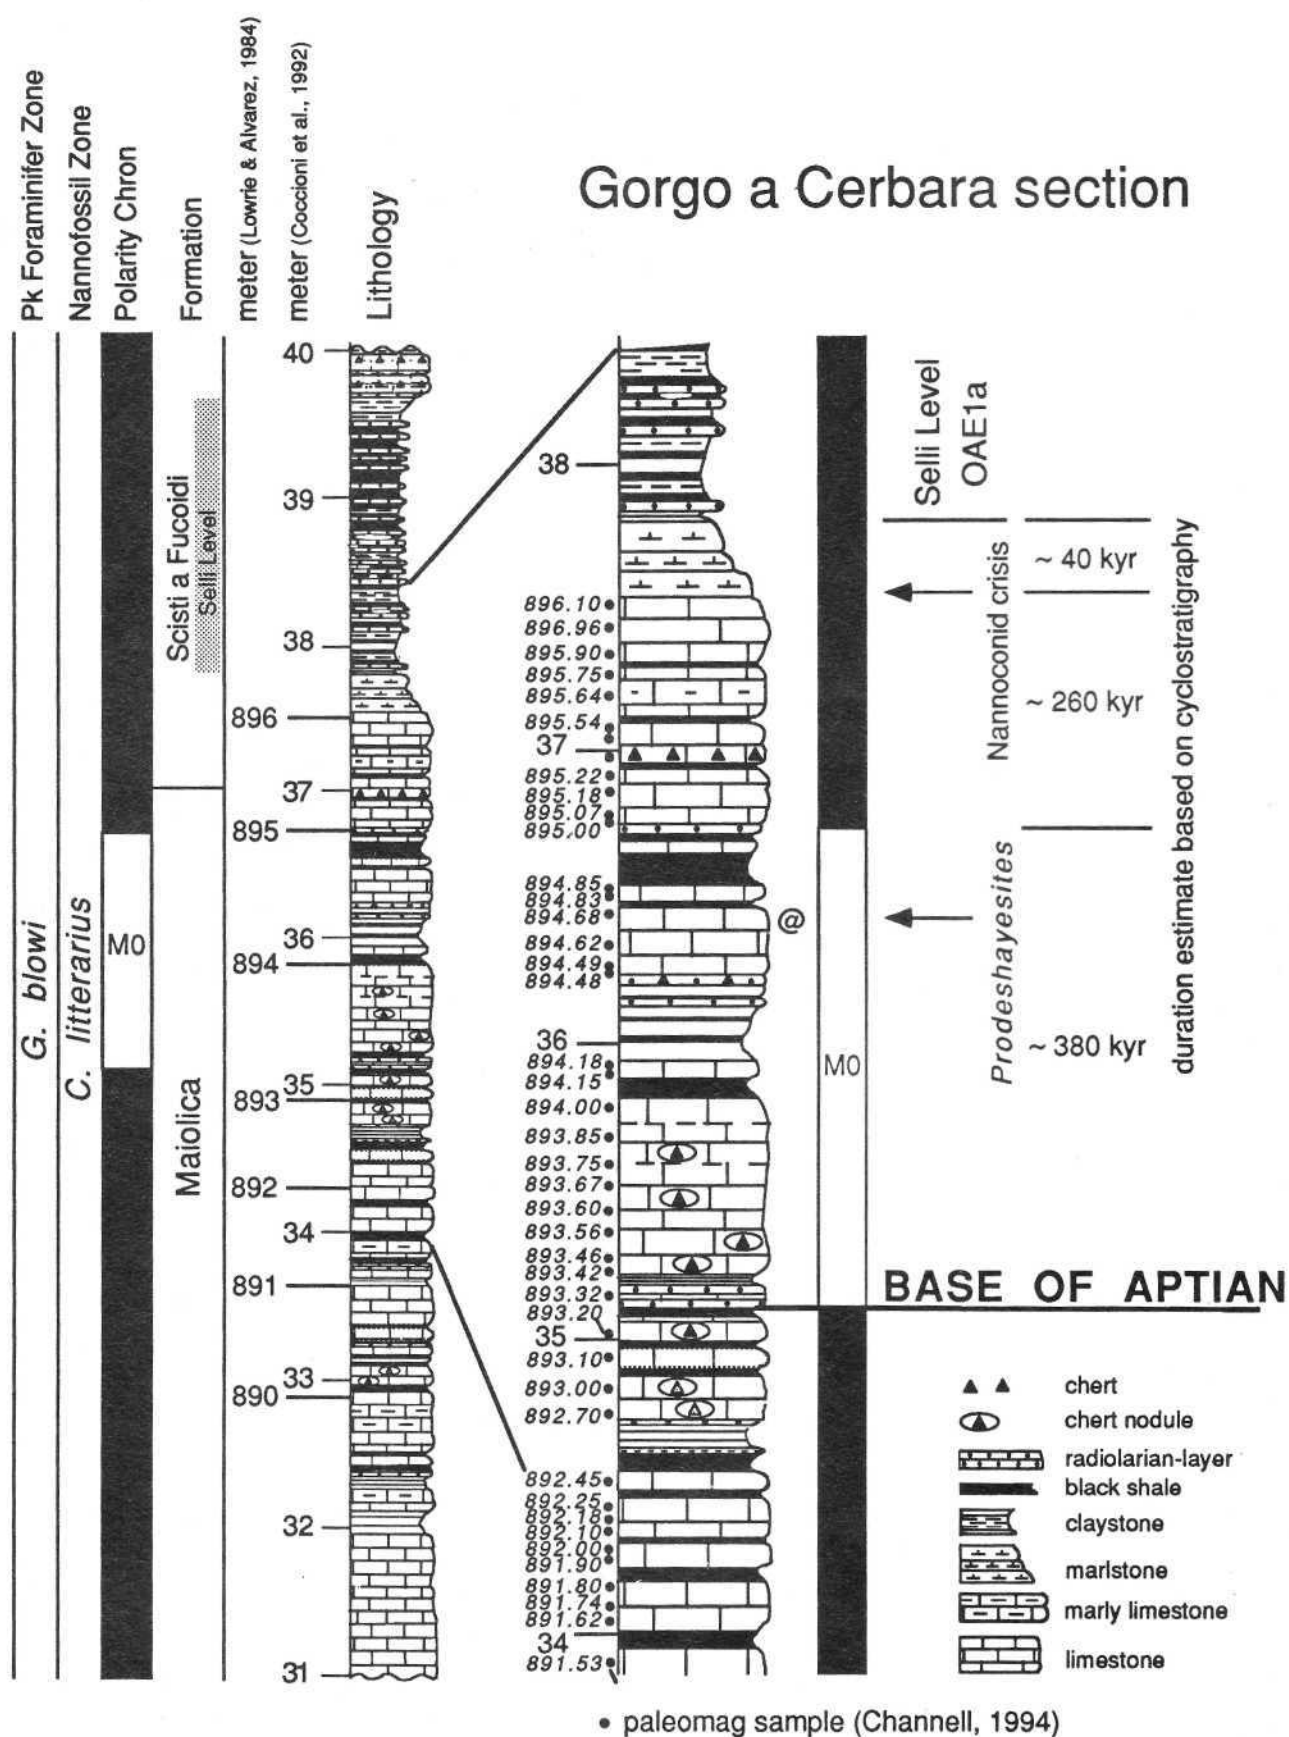 Pk Foraminifer Zone
Nannofossil Zone
Polarity Chron
Formation
meter (Lowrie & Alvarez, 1984)
meter (Coccioni et al., 1992)
Lithology
Gorgo a Cerbara section
G. blowi
C. litterarius
M0
Scisti a Fucoidi
Selli Level
Maiolica
896
895
894
893
892
891
890
40
39
38
37
36
35
34
33
32
31
38
896.10
896.96
895.90
895.75
895.64
895.54
37
895.22
895.18
895.07
895.00
894.85
894.83
894.68
894.62
894.49
894.48
36
894.18
894.15
894.00
893.85
893.75
893.67
893.60
893.56
893.46
893.42
893.32
893.20
35
893.10
893.00
892.70
892.45
892.25
892.18
892.10
892.00
891.90
891.80
891.74
891.62
34
891.53
@
M0
Selli Level
OAE1a
Nannoconid crisis
Prodeshayesites
~ 40 kyr
~ 260 kyr
~ 380 kyr
duration estimate based on cyclostratigraphy
BASE OF APTIAN
chert
chert nodule
radiolarian-layer
black shale
claystone
marlstone
marly limestone
limestone
• paleomag sample (Channell, 1994)